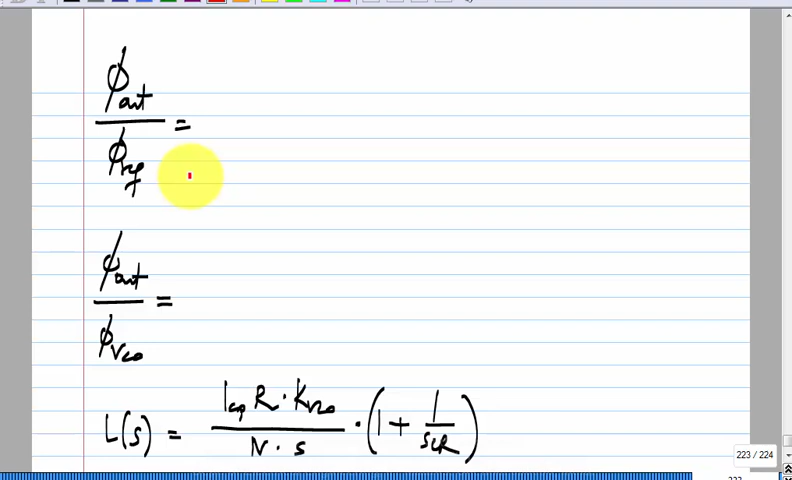 ϕout / ϕref =
ϕout / ϕvco =
L(s) = (Icp R · Kvco) / (N · s) · (1 + 1/(sCR))
223 / 224